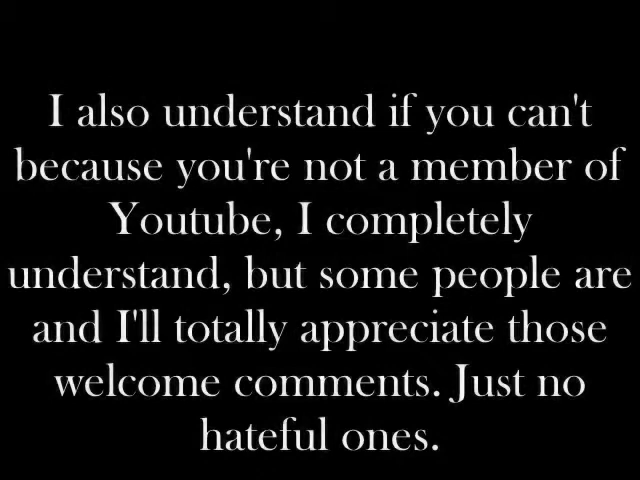 I also understand if you can't
because you're not a member of
Youtube, I completely
understand, but some people are
and I'll totally appreciate those
welcome comments. Just no
hateful ones.